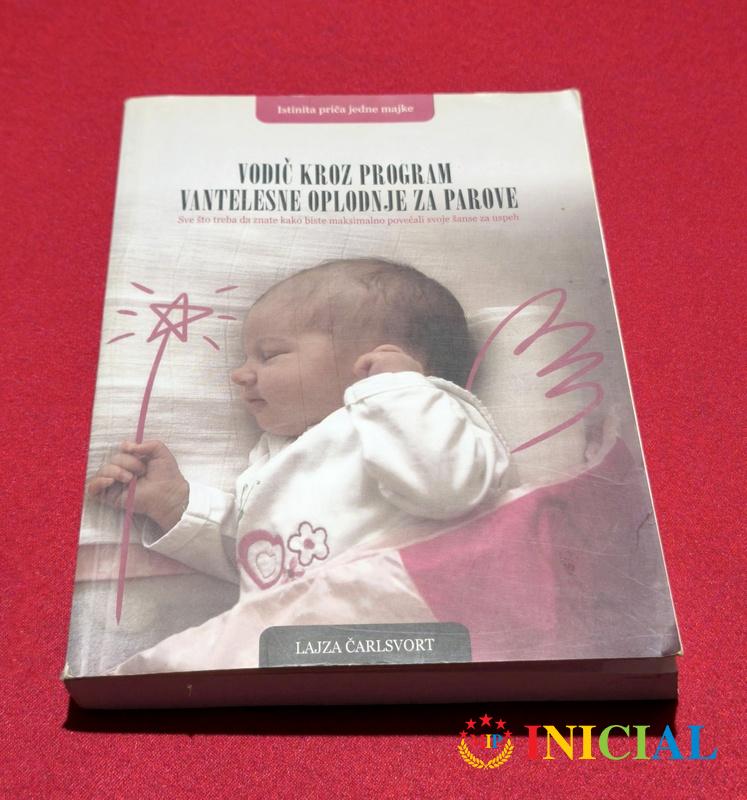 Istinita priča jedne majke
VODIČ KROZ PROGRAM
VANTELESNE OPLODNJE ZA PAROVE
Sve što treba da znate kako biste maksimalno povećali svoje šanse za uspeh
LAJZA ČARLSVORT
IP INICIAL